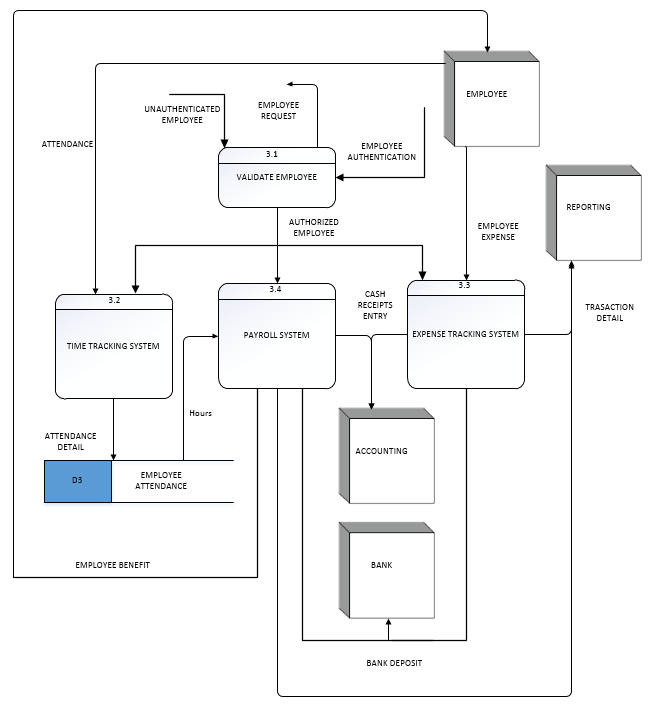 EMPLOYEE
UNAUTHENTICATED
EMPLOYEE
EMPLOYEE
REQUEST
ATTENDANCE
EMPLOYEE
AUTHENTICATION
3.1
VALIDATE EMPLOYEE
REPORTING
AUTHORIZED
EMPLOYEE
EMPLOYEE
EXPENSE
3.2
TIME TRACKING SYSTEM
3.4
PAYROLL SYSTEM
CASH
RECEIPTS
ENTRY
3.3
EXPENSE TRACKING SYSTEM
TRASACTION
DETAIL
Hours
ATTENDANCE
DETAIL
D3
EMPLOYEE
ATTENDANCE
ACCOUNTING
EMPLOYEE BENEFIT
BANK
BANK DEPOSIT